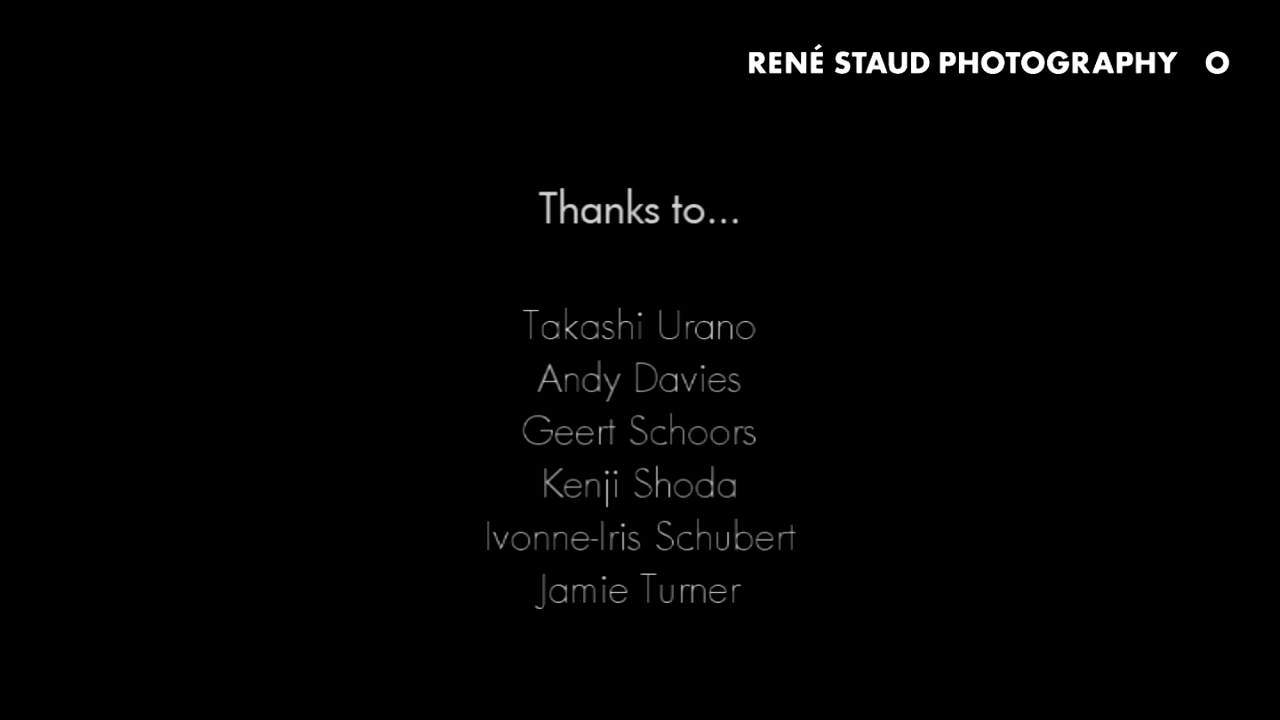 RENÉ STAUD PHOTOGRAPHY O
Thanks to...
Takashi Urano
Andy Davies
Geert Schoors
Kenji Shoda
Ivonne-Iris Schubert
Jamie Turner